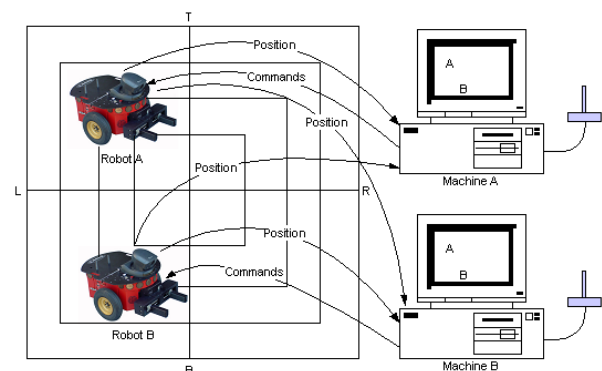 T
Position
Commands
A
B
Position
Robot A
Position
Machine A
L
R
Position
A
B
Commands
Robot B
Machine B
B